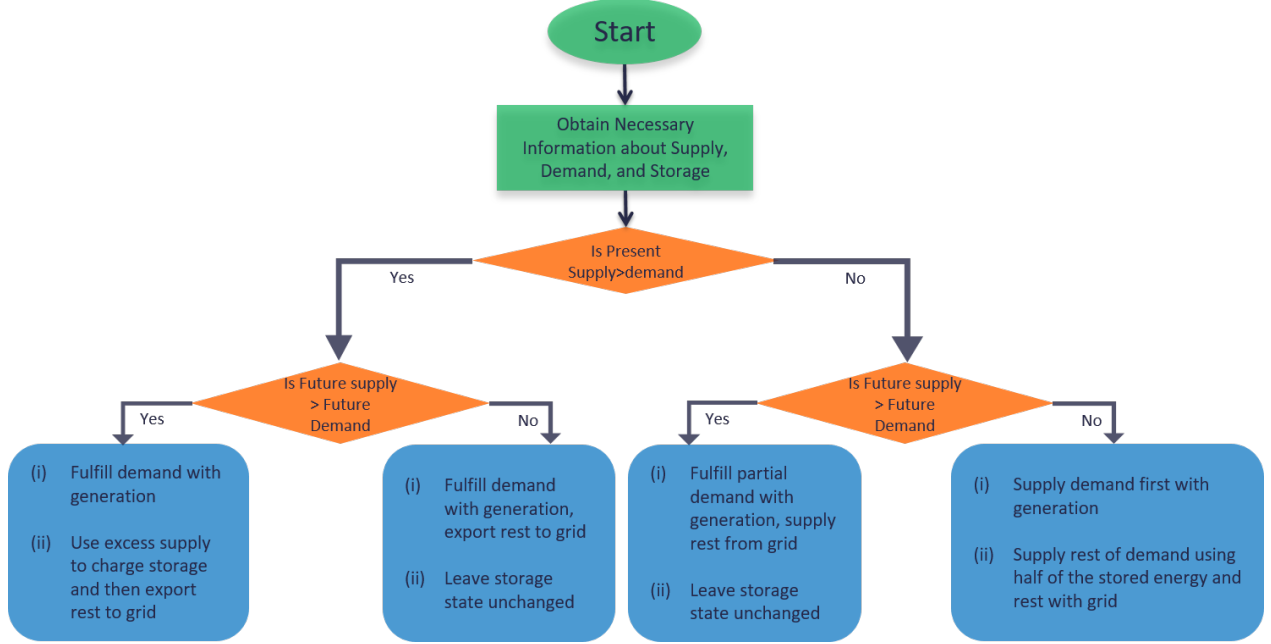 Start
Obtain Necessary
Information about Supply,
Demand, and Storage
Is Present
Supply>demand
Yes
No
Is Future supply
> Future
Demand
Yes
No
Is Future supply
> Future
Demand
Yes
No
(i) Fulfill demand with
generation
(ii) Use excess supply
to charge storage
and then export
rest to grid
(i) Fulfill demand
with generation,
export rest to grid
(ii) Leave storage
state unchanged
(i) Fulfill partial
demand with
generation, supply
rest from grid
(ii) Leave storage
state unchanged
(i) Supply demand first with
generation
(ii) Supply rest of demand using
half of the stored energy and
rest with grid